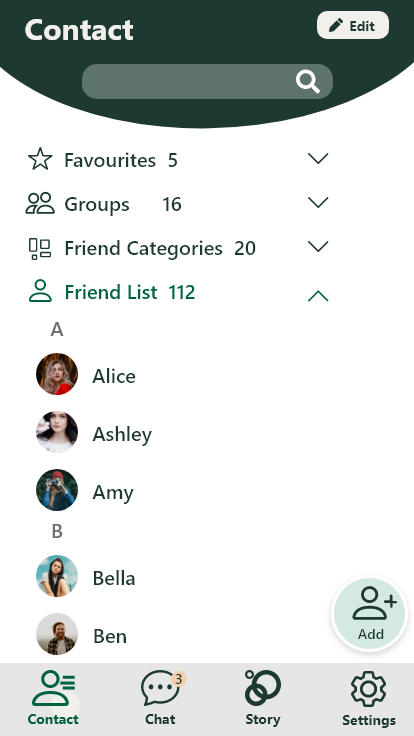 Contact
Edit
Favourites 5
Groups 16
Friend Categories 20
Friend List 112
A
Alice
Ashley
Amy
B
Bella
Ben
Add
3
Contact
Chat
Story
Settings